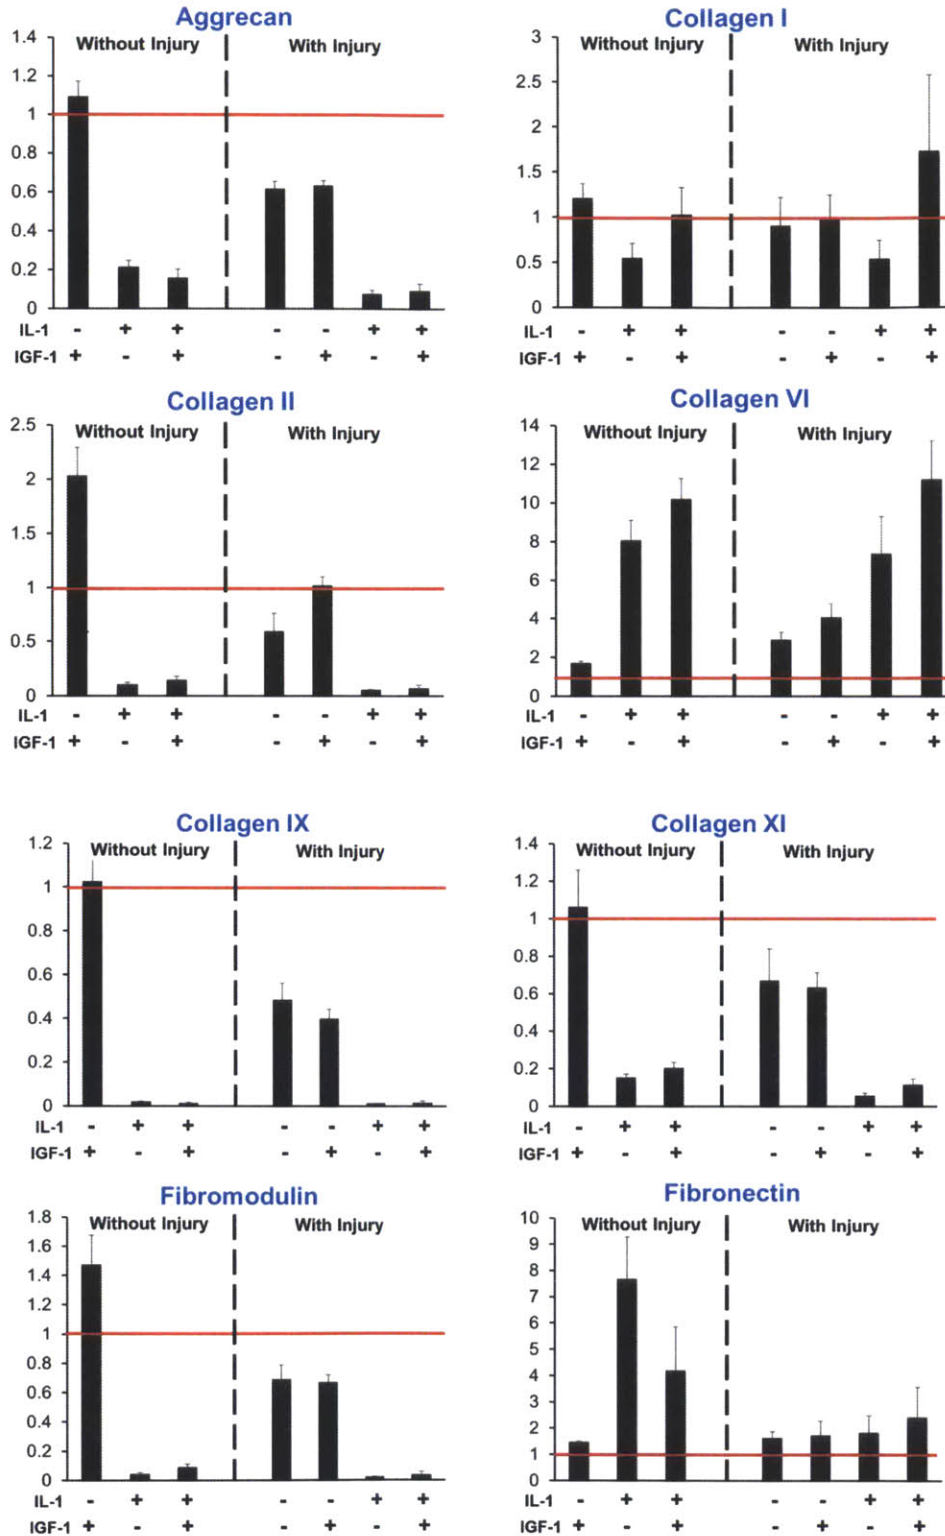 Aggrecan
Without Injury
With Injury
1.4
1.2
1
0.8
0.6
0.4
0.2
0
IL-1 - + + - - + +
IGF-1 + - + - + - +
Collagen I
Without Injury
With Injury
3
2.5
2
1.5
1
0.5
0
IL-1 - + + - - + +
IGF-1 + - + - + - +
Collagen II
Without Injury
With Injury
2.5
2
1.5
1
0.5
0
IL-1 - + + - - + +
IGF-1 + - + - + - +
Collagen VI
Without Injury
With Injury
14
12
10
8
6
4
2
0
IL-1 - + + - - + +
IGF-1 + - + - + - +
Collagen IX
Without Injury
With Injury
1.2
1
0.8
0.6
0.4
0.2
0
IL-1 - + + - - + +
IGF-1 + - + - + - +
Collagen XI
Without Injury
With Injury
1.4
1.2
1
0.8
0.6
0.4
0.2
0
IL-1 - + + - - + +
IGF-1 + - + - + - +
Fibromodulin
Without Injury
With Injury
1.8
1.6
1.4
1.2
1
0.8
0.6
0.4
0.2
0
IL-1 - + + - - + +
IGF-1 + - + - + - +
Fibronectin
Without Injury
With Injury
10
9
8
7
6
5
4
3
2
1
0
IL-1 - + + - - + +
IGF-1 + - + - + - +